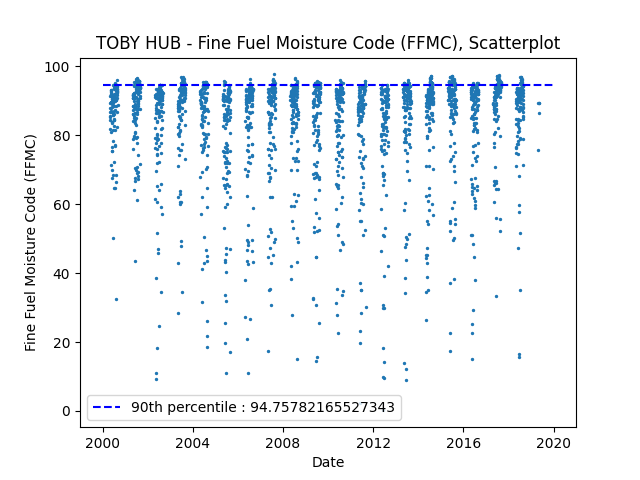 TOBY HUB - Fine Fuel Moisture Code (FFMC), Scatterplot
100
80
60
40
20
0
Fine Fuel Moisture Code (FFMC)
90th percentile : 94.75782165527343
2000 2004 2008 2012 2016 2020
Date